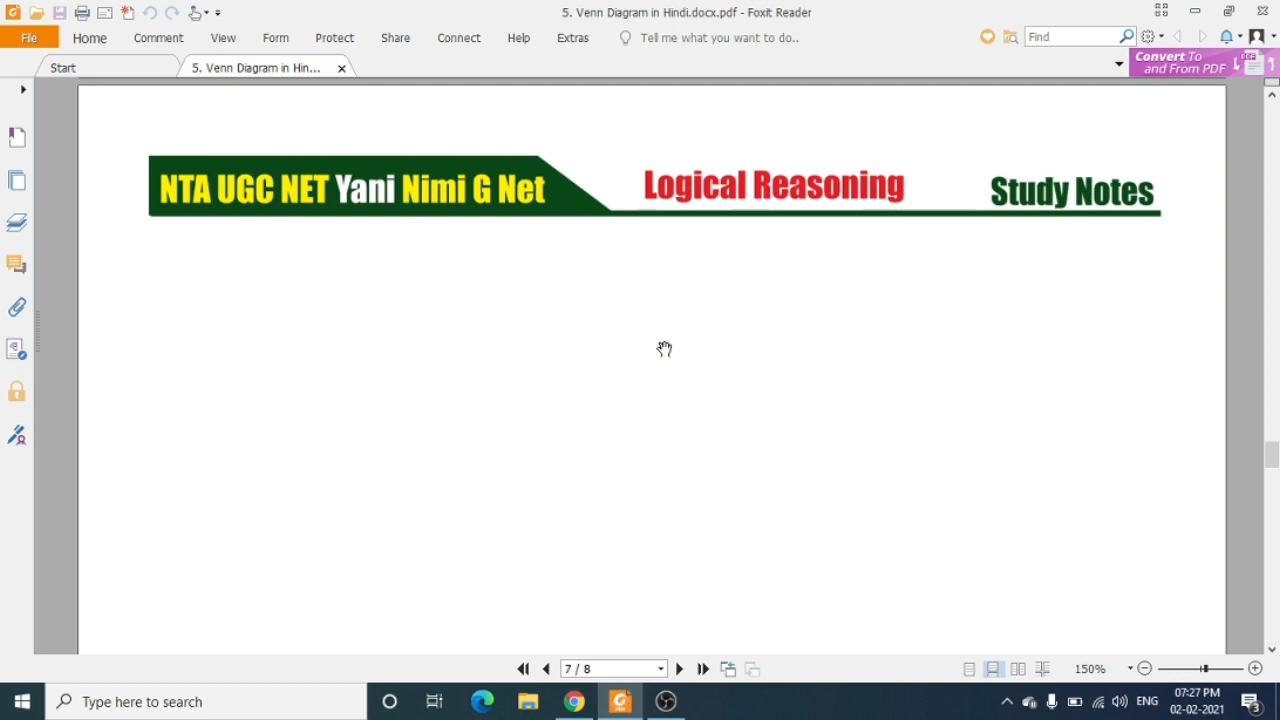 5. Venn Diagram in Hindi.docx.pdf - Foxit Reader
File Home Comment View Form Protect Share Connect Help Extras Tell me what you want to do.. Find
Start 5. Venn Diagram in Hin...
Convert To
and From PDF
NTA UGC NET Yani Nimi G Net Logical Reasoning Study Notes
7 / 8 150%
Type here to search ENG
07:27 PM
02-02-2021
3